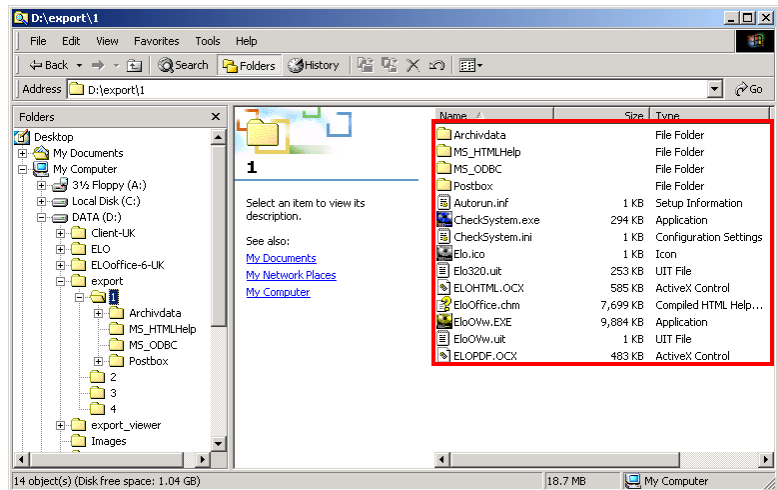 D:\export\1
File Edit View Favorites Tools Help
Back Search Folders History
Address D:\export\1 Go
Folders
Desktop
My Documents
My Computer
3½ Floppy (A:)
Local Disk (C:)
DATA (D:)
Client-UK
ELO
ELOoffice-6-UK
export
1
Archivdata
MS_HTMLHelp
MS_ODBC
Postbox
2
3
4
export_viewer
Images
1
Select an item to view its
description.
See also:
My Documents
My Network Places
My Computer
Name Size Type
Archivdata File Folder
MS_HTMLHelp File Folder
MS_ODBC File Folder
Postbox File Folder
Autorun.inf 1 KB Setup Information
CheckSystem.exe 294 KB Application
CheckSystem.ini 1 KB Configuration Settings
Elo.ico 1 KB Icon
Elo320.uit 253 KB UIT File
ELOHTML.OCX 585 KB ActiveX Control
EloOffice.chm 7,699 KB Compiled HTML Help...
EloOVw.EXE 9,884 KB Application
EloOVw.uit 1 KB UIT File
ELOPDF.OCX 483 KB ActiveX Control
14 object(s) (Disk free space: 1.04 GB) 18.7 MB My Computer